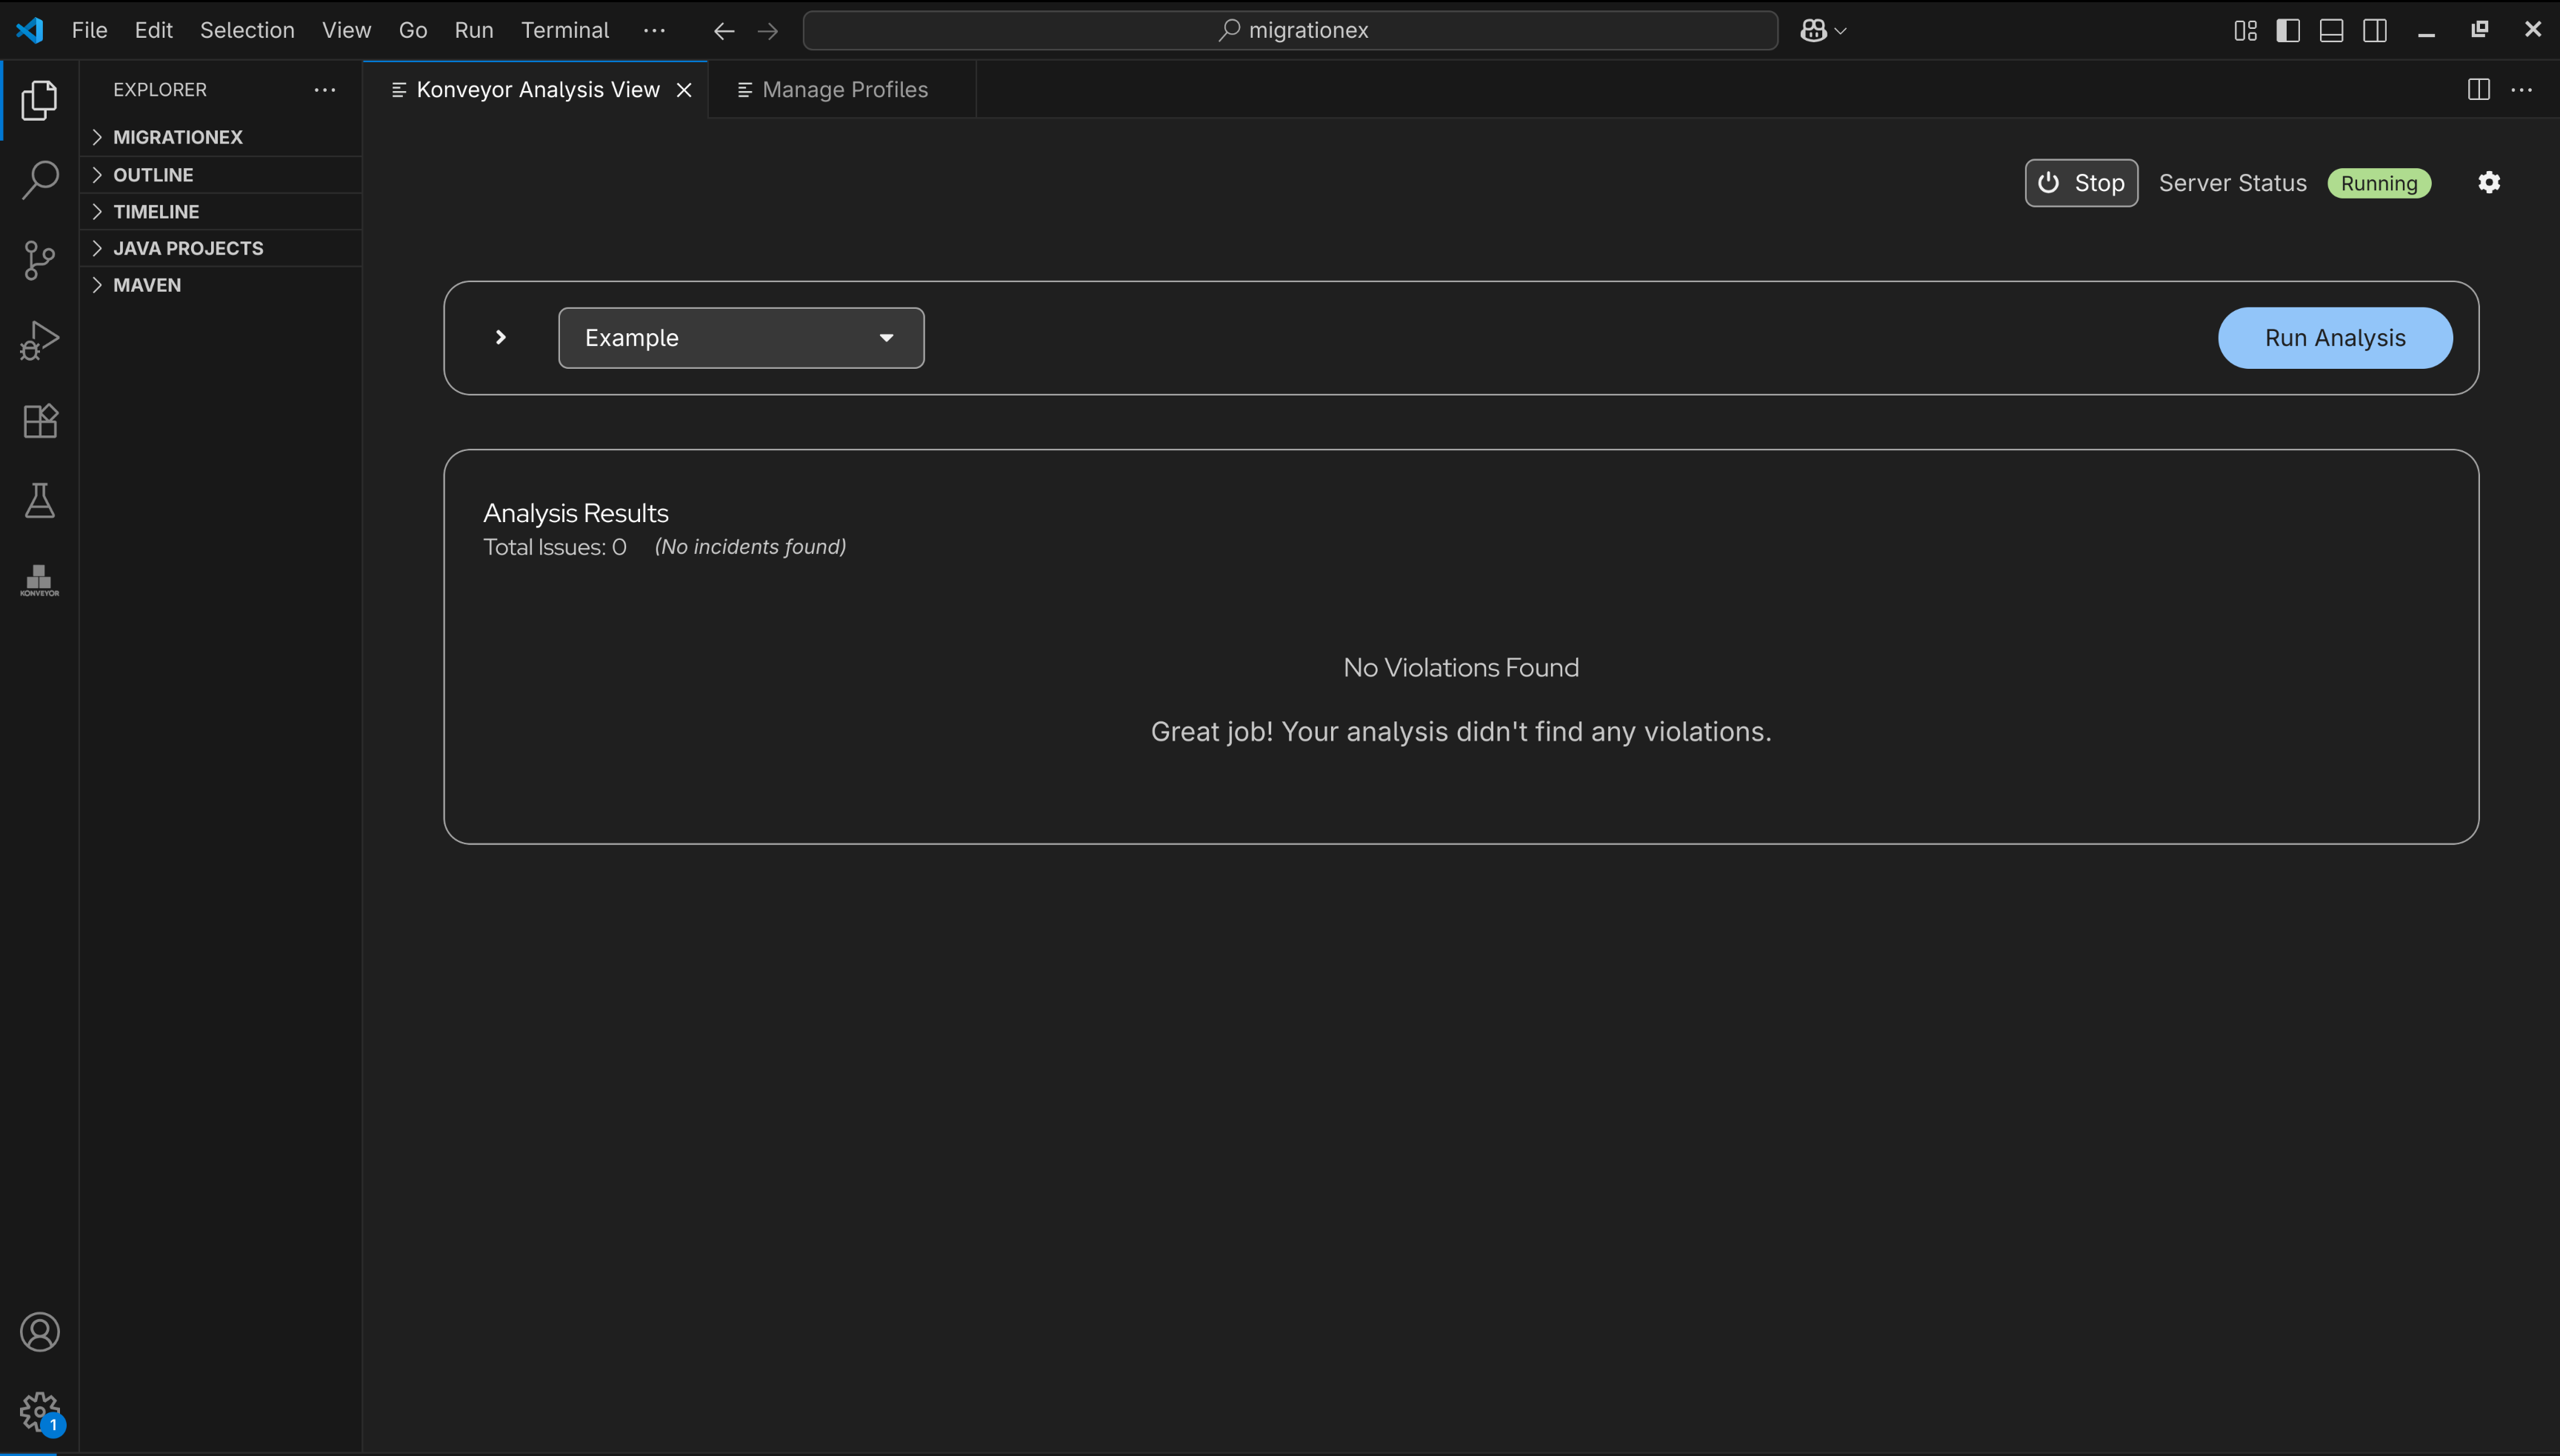 File Edit Selection View Go Run Terminal ··· migrationex
EXPLORER ···
Konveyor Analysis View
Manage Profiles
MIGRATIONEX
OUTLINE
TIMELINE
JAVA PROJECTS
MAVEN
KONVEYOR
1
Stop Server Status Running
Example
Run Analysis
Analysis Results
Total Issues: 0 (No incidents found)
No Violations Found
Great job! Your analysis didn't find any violations.